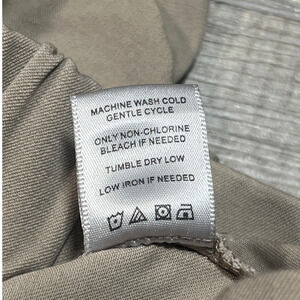 MACHINE WASH COLD
GENTLE CYCLE
ONLY NON-CHLORINE
BLEACH IF NEEDED
TUMBLE DRY LOW
LOW IRON IF NEEDED